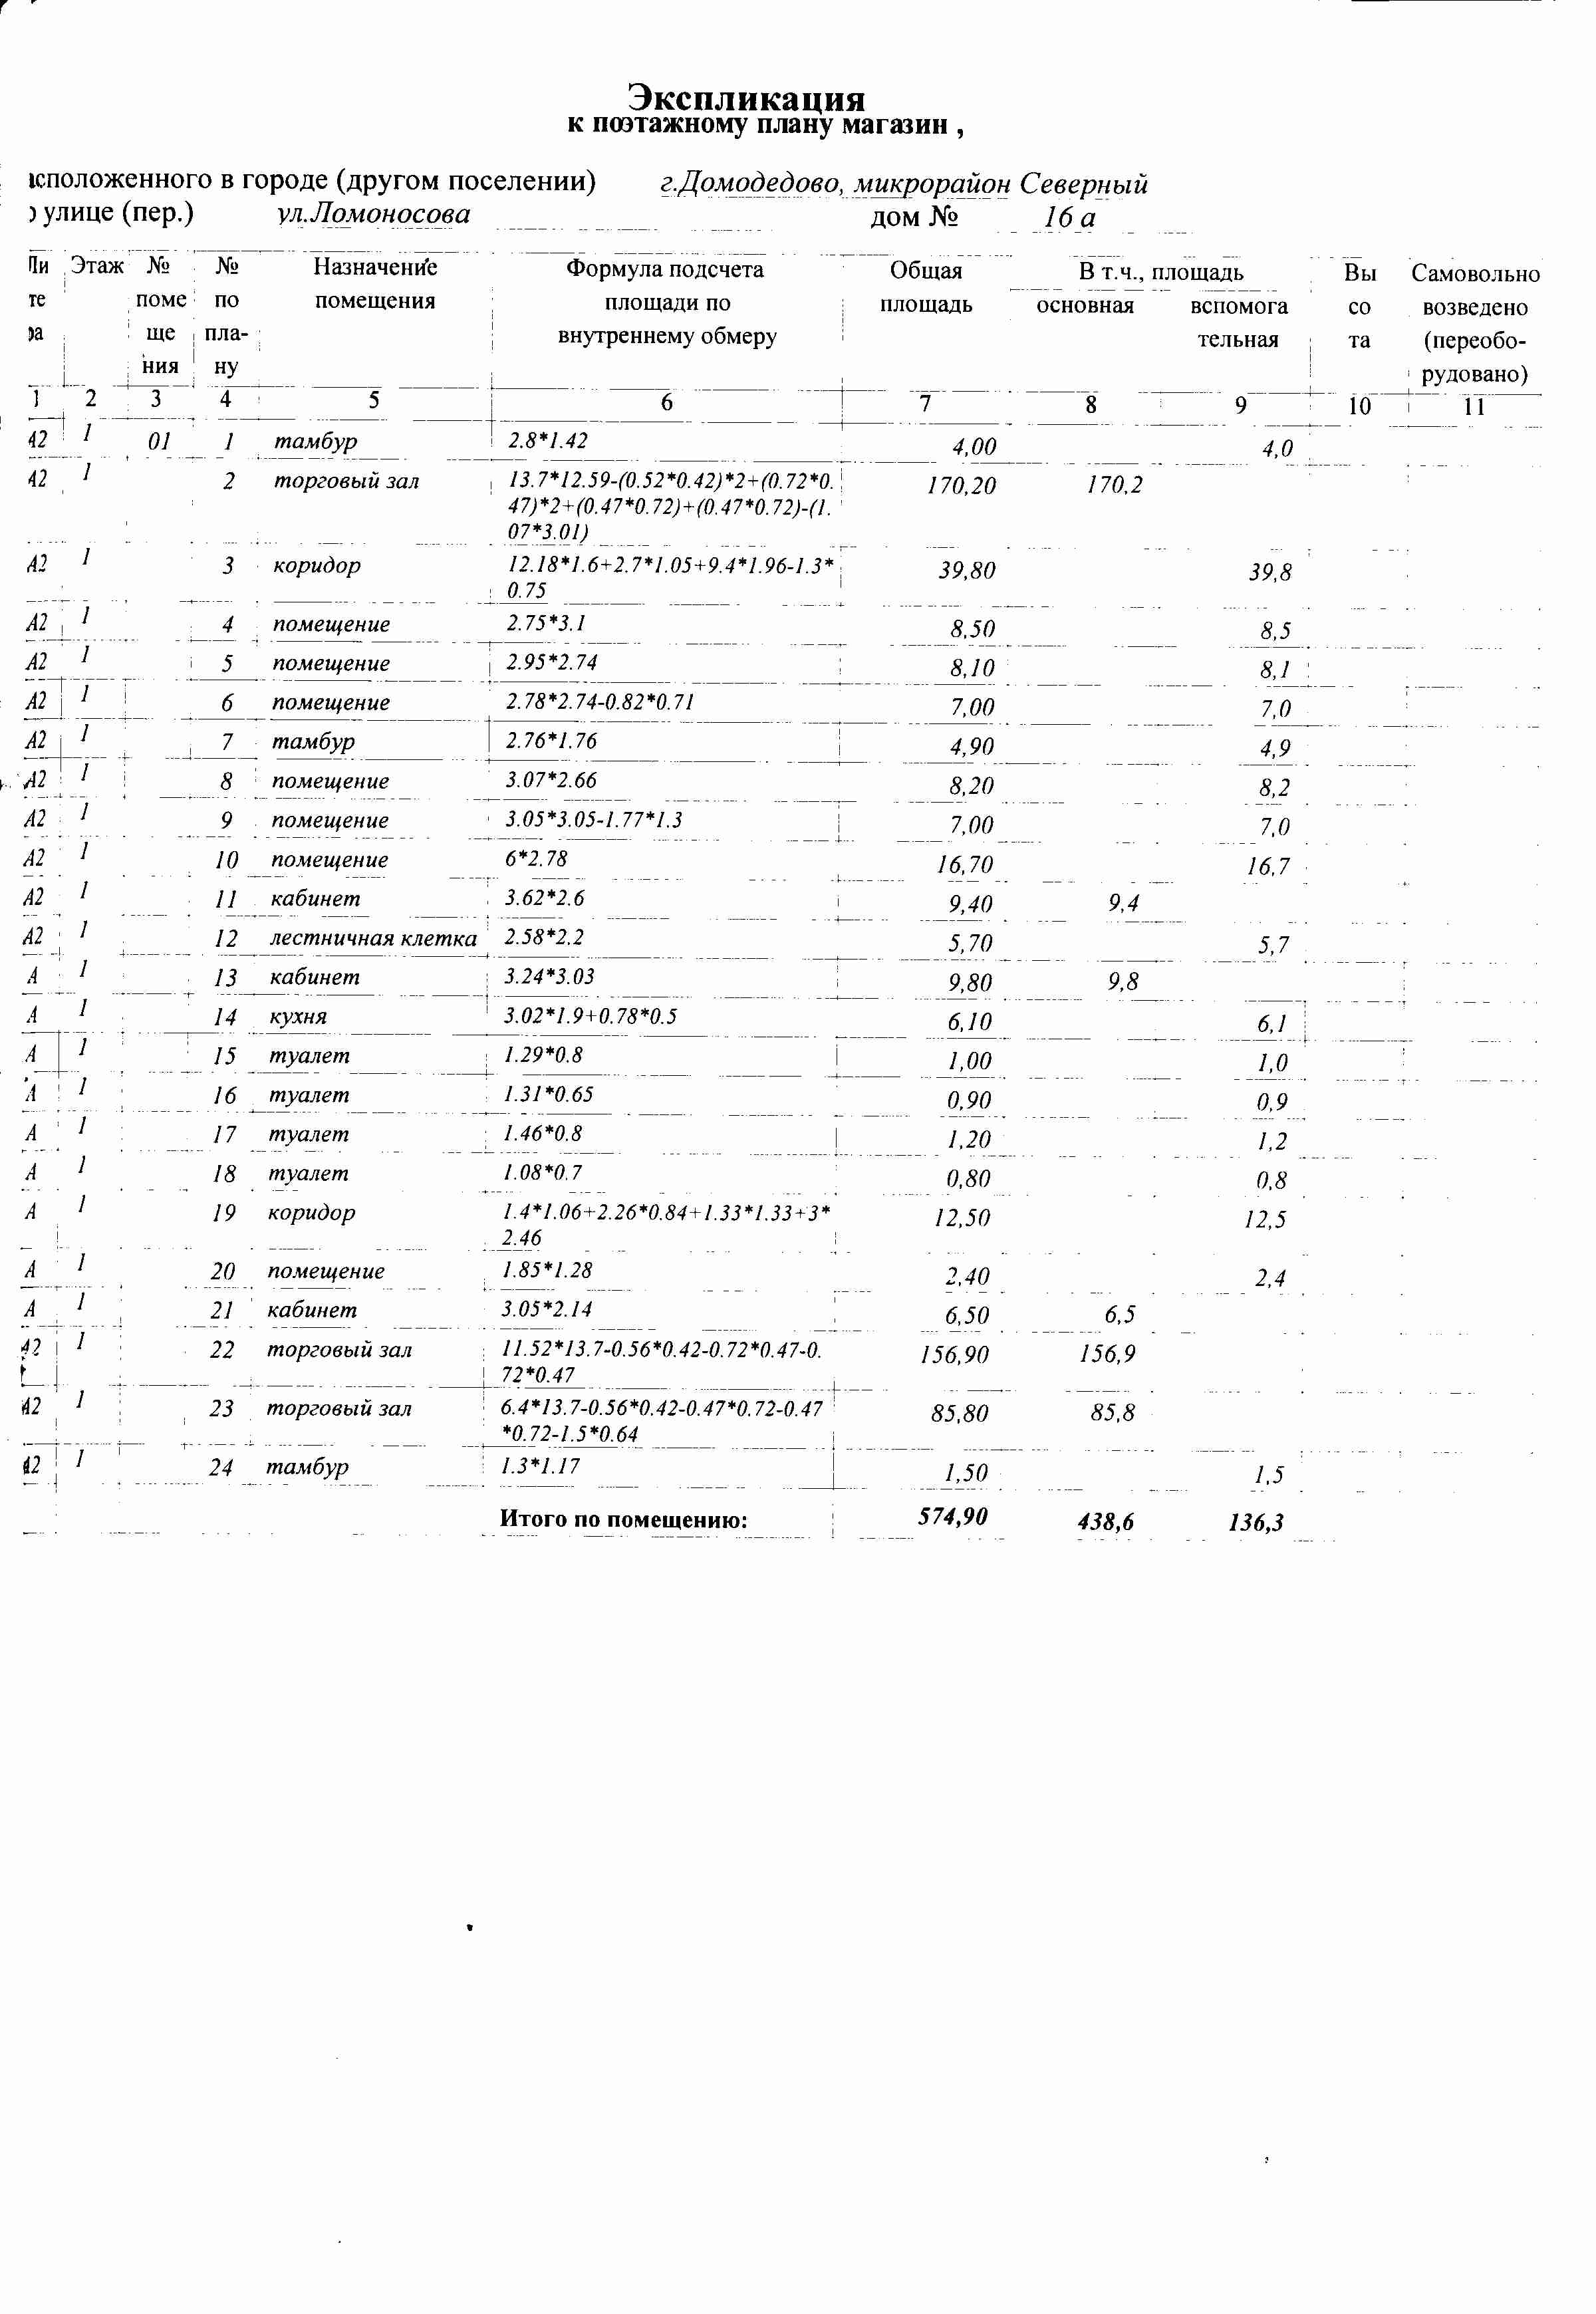 Экспликация
к поэтажному плану магазин ,
сположенного в городе (другом поселении) г.Домодедово, микрорайон Северный
улице (пер.) ул.Ломоносова дом № 16 а
Ли Этаж № № Назначение Формула подсчета Общая В т.ч., площадь Вы Самовольно
те поме по помещения площади по площадь основная вспомога со возведено
ра ще пла- внутреннему обмеру тельная та (переобо-
ния ну рудовано)
1 2 3 4 5 6 7 8 9 10 11
А2 1 01 1 тамбур 2.8*1.42 4,00 4,0
А2 1 2 торговый зал 13.7*12.59-(0.52*0.42)*2+(0.72*0. 170,20 170,2
47)*2+(0.47*0.72)+(0.47*0.72)-(1.
07*3.01)
А2 1 3 коридор 12.18*1.6+2.7*1.05+9.4*1.96-1.3* 39,80 39,8
0.75
А2 1 4 помещение 2.75*3.1 8,50 8,5
А2 1 5 помещение 2.95*2.74 8,10 8,1
А2 1 6 помещение 2.78*2.74-0.82*0.71 7,00 7,0
А2 1 7 тамбур 2.76*1.76 4,90 4,9
А2 1 8 помещение 3.07*2.66 8,20 8,2
А2 1 9 помещение 3.05*3.05-1.77*1.3 7,00 7,0
А2 1 10 помещение 6*2.78 16,70 16,7
А2 1 11 кабинет 3.62*2.6 9,40 9,4
А2 1 12 лестничная клетка 2.58*2.2 5,70 5,7
А 1 13 кабинет 3.24*3.03 9,80 9,8
А 1 14 кухня 3.02*1.9+0.78*0.5 6,10 6,1
А 1 15 туалет 1.29*0.8 1,00 1,0
А 1 16 туалет 1.31*0.65 0,90 0,9
А 1 17 туалет 1.46*0.8 1,20 1,2
А 1 18 туалет 1.08*0.7 0,80 0,8
А 1 19 коридор 1.4*1.06+2.26*0.84+1.33*1.33+3* 12,50 12,5
2.46
А 1 20 помещение 1.85*1.28 2,40 2,4
А 1 21 кабинет 3.05*2.14 6,50 6,5
А2 1 22 торговый зал 11.52*13.7-0.56*0.42-0.72*0.47-0. 156,90 156,9
72*0.47
А2 1 23 торговый зал 6.4*13.7-0.56*0.42-0.47*0.72-0.47 85,80 85,8
*0.72-1.5*0.64
А2 1 24 тамбур 1.3*1.17 1,50 1,5
Итого по помещению: 574,90 438,6 136,3